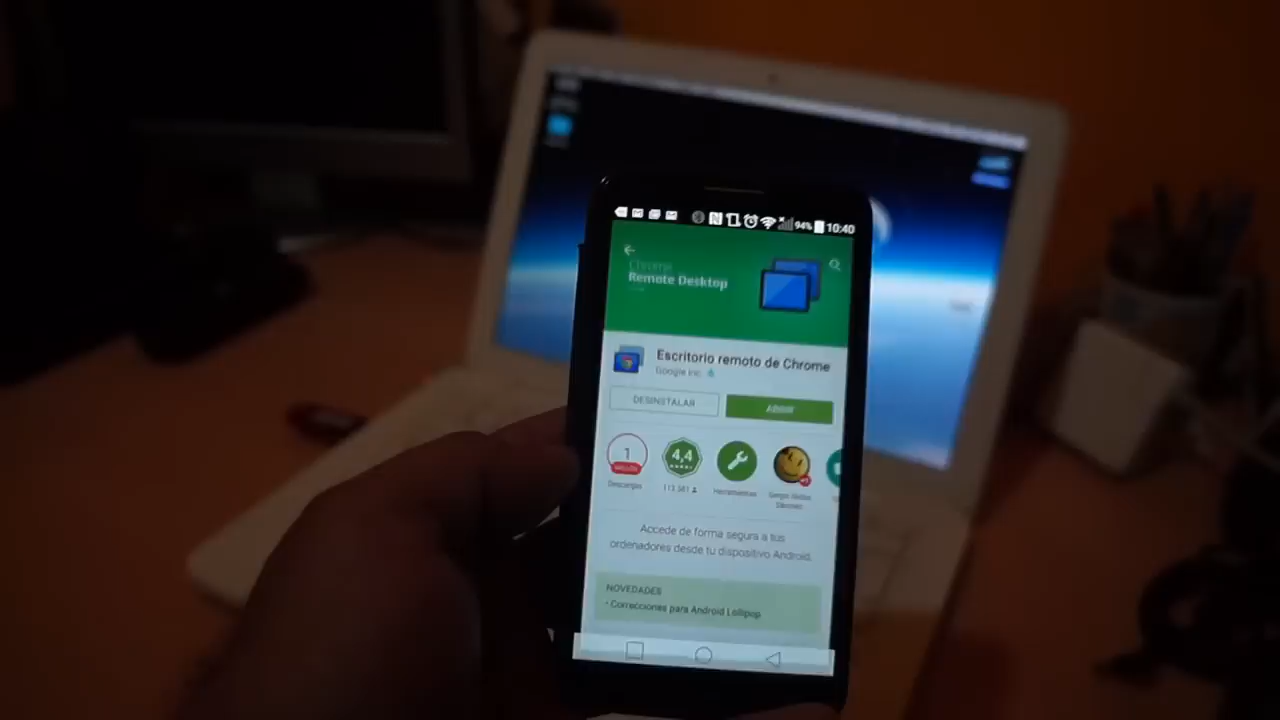 94% 10:40
Chrome
Remote Desktop
Escritorio remoto de Chrome
Google Inc.
DESINSTALAR
ABRIR
1
MILLÓN
4,4
Descargas
Herramientas
Accede de forma segura a tus
ordenadores desde tu dispositivo Android.
NOVEDADES
• Correcciones para Android Lollipop